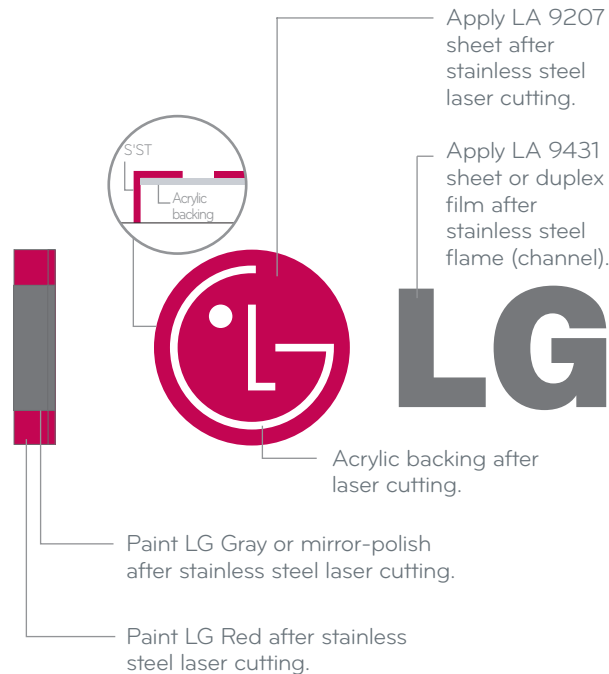 Apply LA 9207
sheet after
stainless steel
laser cutting.
S'ST
Acrylic
backing
Apply LA 9431
sheet or duplex
film after
stainless steel
flame (channel).
LG
LG
Acrylic backing after
laser cutting.
Paint LG Gray or mirror-polish
after stainless steel laser cutting.
Paint LG Red after stainless
steel laser cutting.